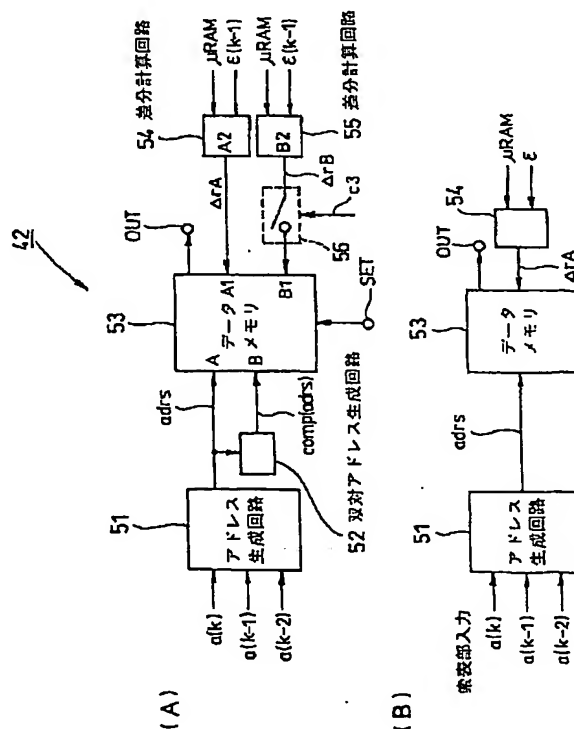 42
(A)
a(k)
a(k-1)
a(k-2)
51
アドレス
生成回路
adrs
52 双対アドレス生成回路
comp(adrs)
53
A
B
データ
メモリ
A1
B1
OUT
SET
ΔrA
54 差分計算回路
A2
μRAM
ε(k-1)
55 差分計算回路
B2
μRAM
ε(k-1)
ΔrB
56
c3
(B)
索表部入力
a(k)
a(k-1)
a(k-2)
51
アドレス
生成回路
adrs
53
データ
メモリ
OUT
ΔrA
54
μRAM
ε